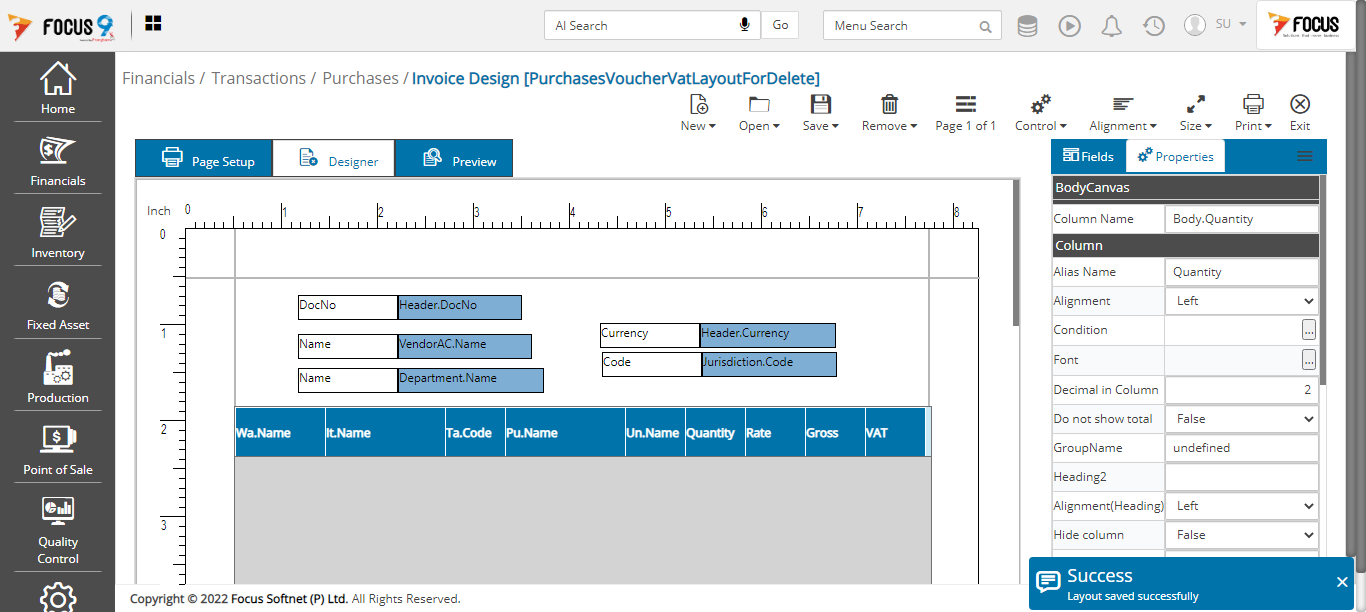 FOCUS 9
AI Search
Go
Menu Search
SU
FOCUS
Financials / Transactions / Purchases / Invoice Design [PurchasesVoucherVatLayoutForDelete]
New
Open
Save
Remove
Page 1 of 1
Control
Alignment
Size
Print
Exit
Home
Financials
Inventory
Fixed Asset
Production
Point of Sale
Quality
Control
Page Setup
Designer
Preview
Inch
0 1 2 3 4 5 6 7 8
0
1
2
3
DocNo Header.DocNo
Name VendorAC.Name
Name Department.Name
Currency Header.Currency
Code Jurisdiction.Code
Wa.Name It.Name Ta.Code Pu.Name Un.Name Quantity Rate Gross VAT
Fields
Properties
BodyCanvas
Column Name Body.Quantity
Column
Alias Name Quantity
Alignment Left
Condition ...
Font ...
Decimal in Column 2
Do not show total False
GroupName undefined
Heading2
Alignment(Heading) Left
Hide column False
Success
Layout saved successfully
Copyright © 2022 Focus Softnet (P) Ltd. All Rights Reserved.